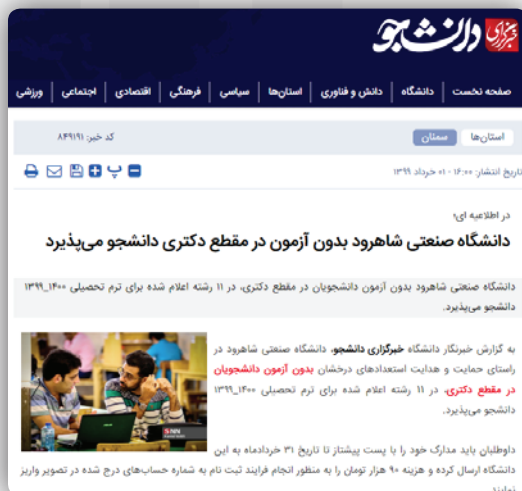 خبرگزاری دانشجو
صفحه نخست | دانشگاه | دانش و فناوری | استان‌ها | سیاسی | فرهنگی | اقتصادی | اجتماعی | ورزشی
استان‌ها سمنان
کد خبر: ۸۴۹۱۹۱
تاریخ انتشار: ۱۶:۰۰ - ۰۱ خرداد ۱۳۹۹
پ
در اطلاعیه ای؛
دانشگاه صنعتی شاهرود بدون آزمون در مقطع دکتری دانشجو می‌پذیرد
دانشگاه صنعتی شاهرود بدون آزمون دانشجویان در مقطع دکتری، در ۱۱ رشته اعلام شده برای ترم تحصیلی ۱۴۰۰_۱۳۹۹
دانشجو می‌پذیرد.
به گزارش خبرنگار دانشگاه خبرگزاری دانشجو، دانشگاه صنعتی شاهرود در
راستای حمایت و هدایت استعدادهای درخشان بدون آزمون دانشجویان
در مقطع دکتری، در ۱۱ رشته اعلام شده برای ترم تحصیلی ۱۴۰۰_۱۳۹۹
دانشجو می‌پذیرد.
SNN
داوطلبان باید مدارک خود را با پست پیشتاز تا تاریخ ۳۱ خردادماه به این
دانشگاه ارسال کرده و هزینه ۹۰ هزار تومان را به منظور انجام فرایند ثبت نام به شماره حساب‌های درج شده در تصویر واریز
نمایند.